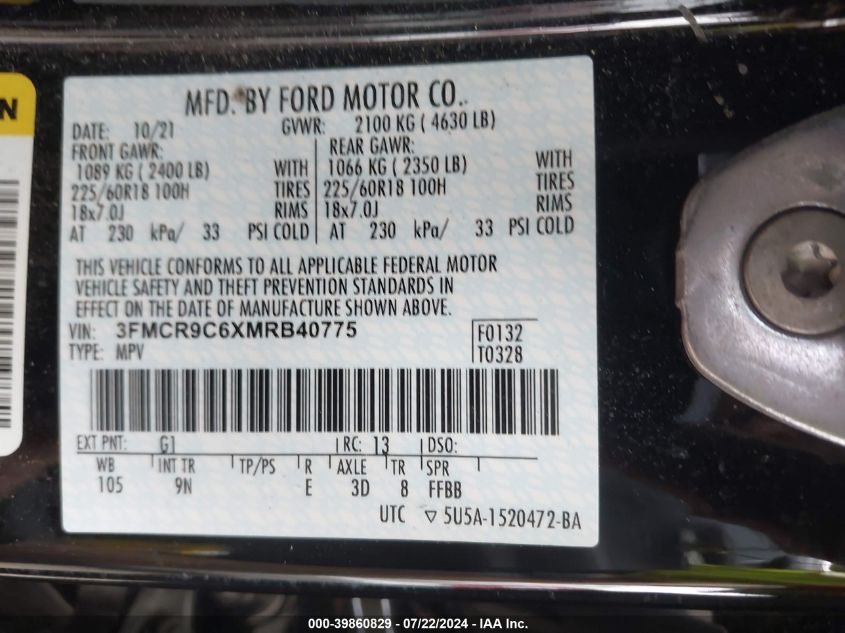 N
MFD. BY FORD MOTOR CO.
DATE: 10/21 GVWR: 2100 KG ( 4630 LB)
FRONT GAWR: REAR GAWR:
1089 KG ( 2400 LB) WITH 1066 KG ( 2350 LB) WITH
225/60R18 100H TIRES 225/60R18 100H TIRES
18x7.0J RIMS 18x7.0J RIMS
AT 230 kPa/ 33 PSI COLD AT 230 kPa/ 33 PSI COLD
THIS VEHICLE CONFORMS TO ALL APPLICABLE FEDERAL MOTOR
VEHICLE SAFETY AND THEFT PREVENTION STANDARDS IN
EFFECT ON THE DATE OF MANUFACTURE SHOWN ABOVE.
VIN: 3FMCR9C6XMRB40775 F0132
TYPE: MPV T0328
EXT PNT: G1 RC: 13 DSO:
WB INT TR TP/PS R AXLE TR SPR
105 9N E 3D 8 FFBB
UTC ▽ 5U5A-1520472-BA
000-39860829 - 07/22/2024 - IAA Inc.